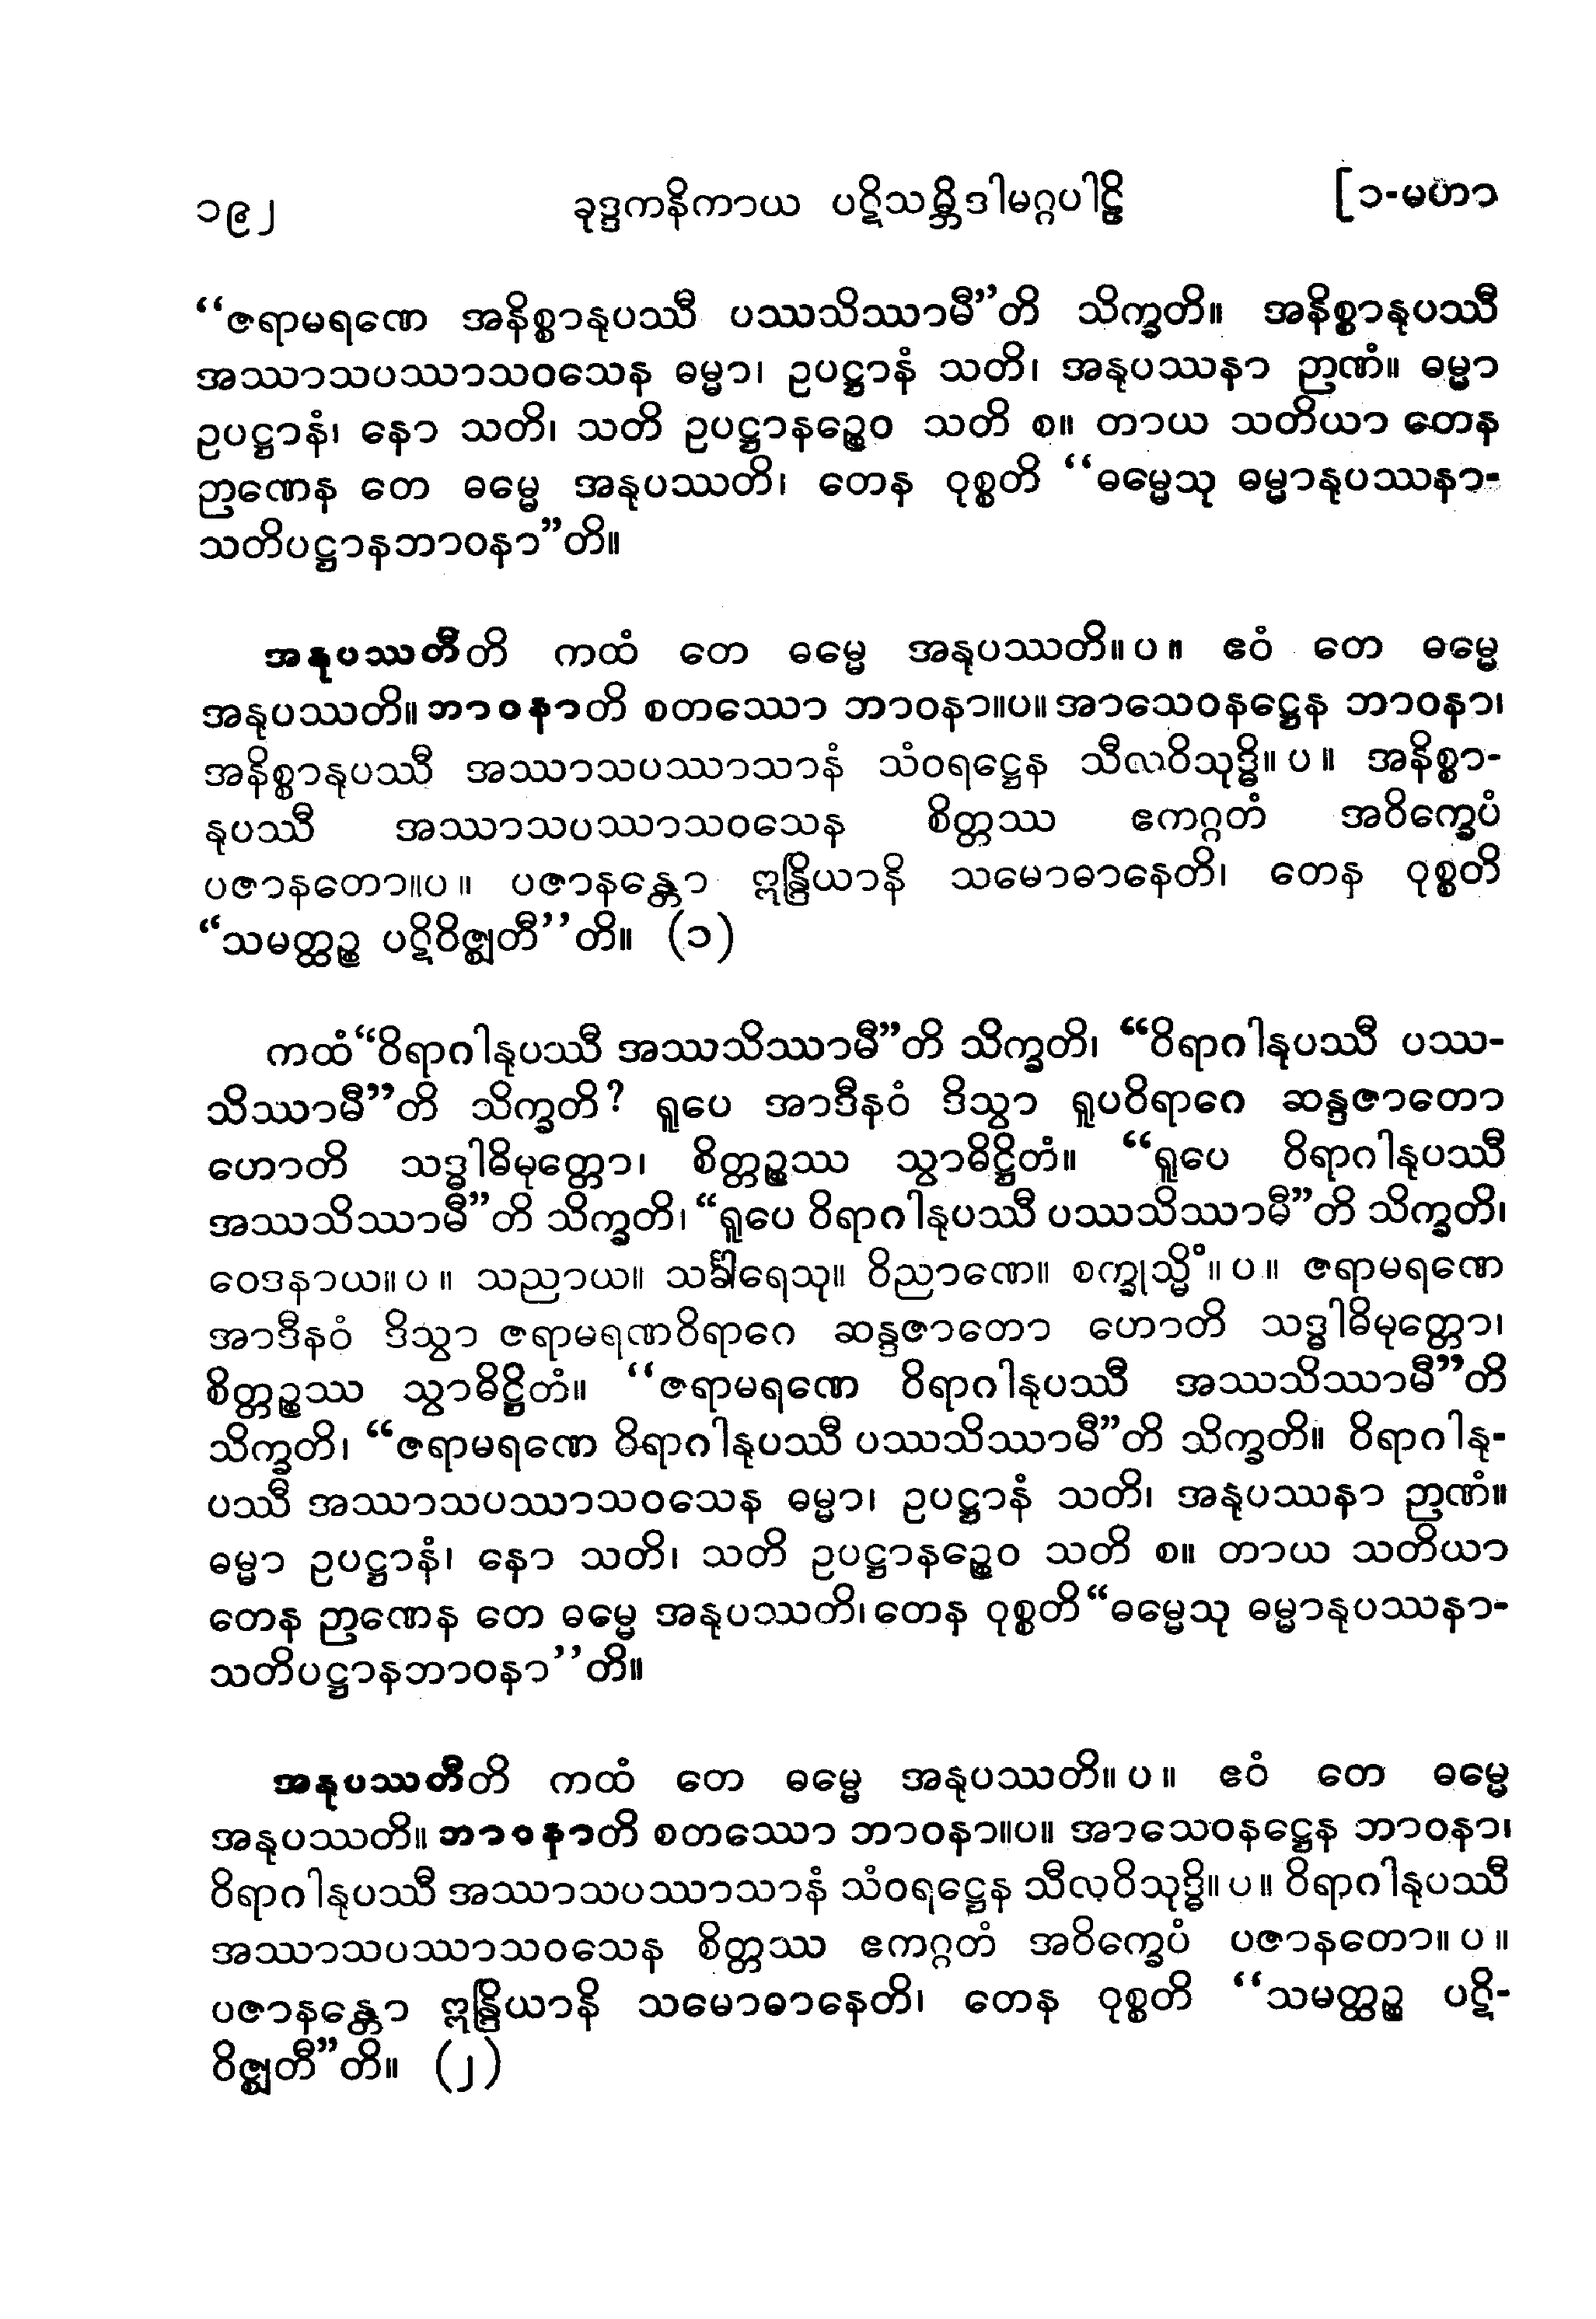 ၁၉၂ ခုဒ္ဒကနိကာယ ပဋိသမ္ဘိဒါမဂ္ဂပါဠိ [၁-မဟာ
“ဇရာမရဏေ အနိစ္စာနုပဿီ ပဿသိဿာမီ”တိ သိက္ခတိ။ အနိစ္စာနုပဿီ
အဿာသပဿာသဝသေန ဓမ္မာ၊ ဥပဋ္ဌာနံ သတိ၊ အနုပဿနာ ဉာဏံ။ ဓမ္မာ
ဥပဋ္ဌာနံ၊ နော သတိ၊ သတိ ဥပဋ္ဌာနဉ္စေဝ သတိ စ။ တာယ သတိယာ တေန
ဉာဏေန တေ ဓမ္မေ အနုပဿတိ၊ တေန ဝုစ္စတိ “ဓမ္မေသု ဓမ္မာနုပဿနာ-
သတိပဋ္ဌာနဘာဝနာ”တိ။
အနုပဿတီတိ ကထံ တေ ဓမ္မေ အနုပဿတိ။ပ။ ဧဝံ တေ ဓမ္မေ
အနုပဿတိ။ ဘာဝနာတိ စတဿော ဘာဝနာ။ပ။ အာသေဝနဋ္ဌေန ဘာဝနာ၊
အနိစ္စာနုပဿီ အဿာသပဿာသာနံ သံဝရဋ္ဌေန သီလဝိသုဒ္ဓိ။ပ။ အနိစ္စာ-
နုပဿီ အဿာသပဿာသဝသေန စိတ္တဿ ဧကဂ္ဂတံ အဝိက္ခေပံ
ပဇာနတော။ပ။ ပဇာနန္တော ဣန္ဒြိယာနိ သမောဓာနေတိ၊ တေန ဝုစ္စတိ
“သမတ္ထဉ္စ ပဋိဝိဇ္ဈတီ’’တိ။ (၁)
ကထံ“ဝိရာဂါနုပဿီ အဿသိဿာမီ”တိ သိက္ခတိ၊ “ဝိရာဂါနုပဿီ ပဿ-
သိဿာမီ”တိ သိက္ခတိ? ရူပေ အာဒီနဝံ ဒိသွာ ရူပဝိရာဂေ ဆန္ဒဇာတော
ဟောတိ သဒ္ဓါဓိမုတ္တော၊ စိတ္တဉ္စဿ သွာဓိဋ္ဌိတံ။ “ရူပေ ဝိရာဂါနုပဿီ
အဿသိဿာမီ”တိ သိက္ခတိ၊ “ရူပေ ဝိရာဂါနုပဿီ ပဿသိဿာမီ”တိ သိက္ခတိ၊
ဝေဒနာယ။ပ။ သညာယ။ သင်္ခါရေသု။ ဝိညာဏေ။ စက္ခုသ္မိံ။ပ။ ဇရာမရဏေ
အာဒီနဝံ ဒိသွာ ဇရာမရဏဝိရာဂေ ဆန္ဒဇာတော ဟောတိ သဒ္ဓါဓိမုတ္တော၊
စိတ္တဉ္စဿ သွာဓိဋ္ဌိတံ။ “ဇရာမရဏေ ဝိရာဂါနုပဿီ အဿသိဿာမီ”တိ
သိက္ခတိ၊ “ဇရာမရဏေ ဝိရာဂါနုပဿီ ပဿသိဿာမီ”တိ သိက္ခတိ။ ဝိရာဂါနု-
ပဿီ အဿာသပဿာသဝသေန ဓမ္မာ၊ ဥပဋ္ဌာနံ သတိ၊ အနုပဿနာ ဉာဏံ။
ဓမ္မာ ဥပဋ္ဌာနံ၊ နော သတိ၊ သတိ ဥပဋ္ဌာနဉ္စေဝ သတိ စ။ တာယ သတိယာ
တေန ဉာဏေန တေ ဓမ္မေ အနုပဿတိ၊ တေန ဝုစ္စတိ “ဓမ္မေသု ဓမ္မာနုပဿနာ-
သတိပဋ္ဌာနဘာဝနာ’’တိ။
အနုပဿတီတိ ကထံ တေ ဓမ္မေ အနုပဿတိ။ပ။ ဧဝံ တေ ဓမ္မေ
အနုပဿတိ။ ဘာဝနာတိ စတဿော ဘာဝနာ။ပ။ အာသေဝနဋ္ဌေန ဘာဝနာ၊
ဝိရာဂါနုပဿီ အဿာသပဿာသာနံ သံဝရဋ္ဌေန သီလဝိသုဒ္ဓိ။ပ။ ဝိရာဂါနုပဿီ
အဿာသပဿာသဝသေန စိတ္တဿ ဧကဂ္ဂတံ အဝိက္ခေပံ ပဇာနတော။ပ။
ပဇာနန္တော ဣန္ဒြိယာနိ သမောဓာနေတိ၊ တေန ဝုစ္စတိ “သမတ္ထဉ္စ ပဋိ-
ဝိဇ္ဈတီ”တိ။ (၂)